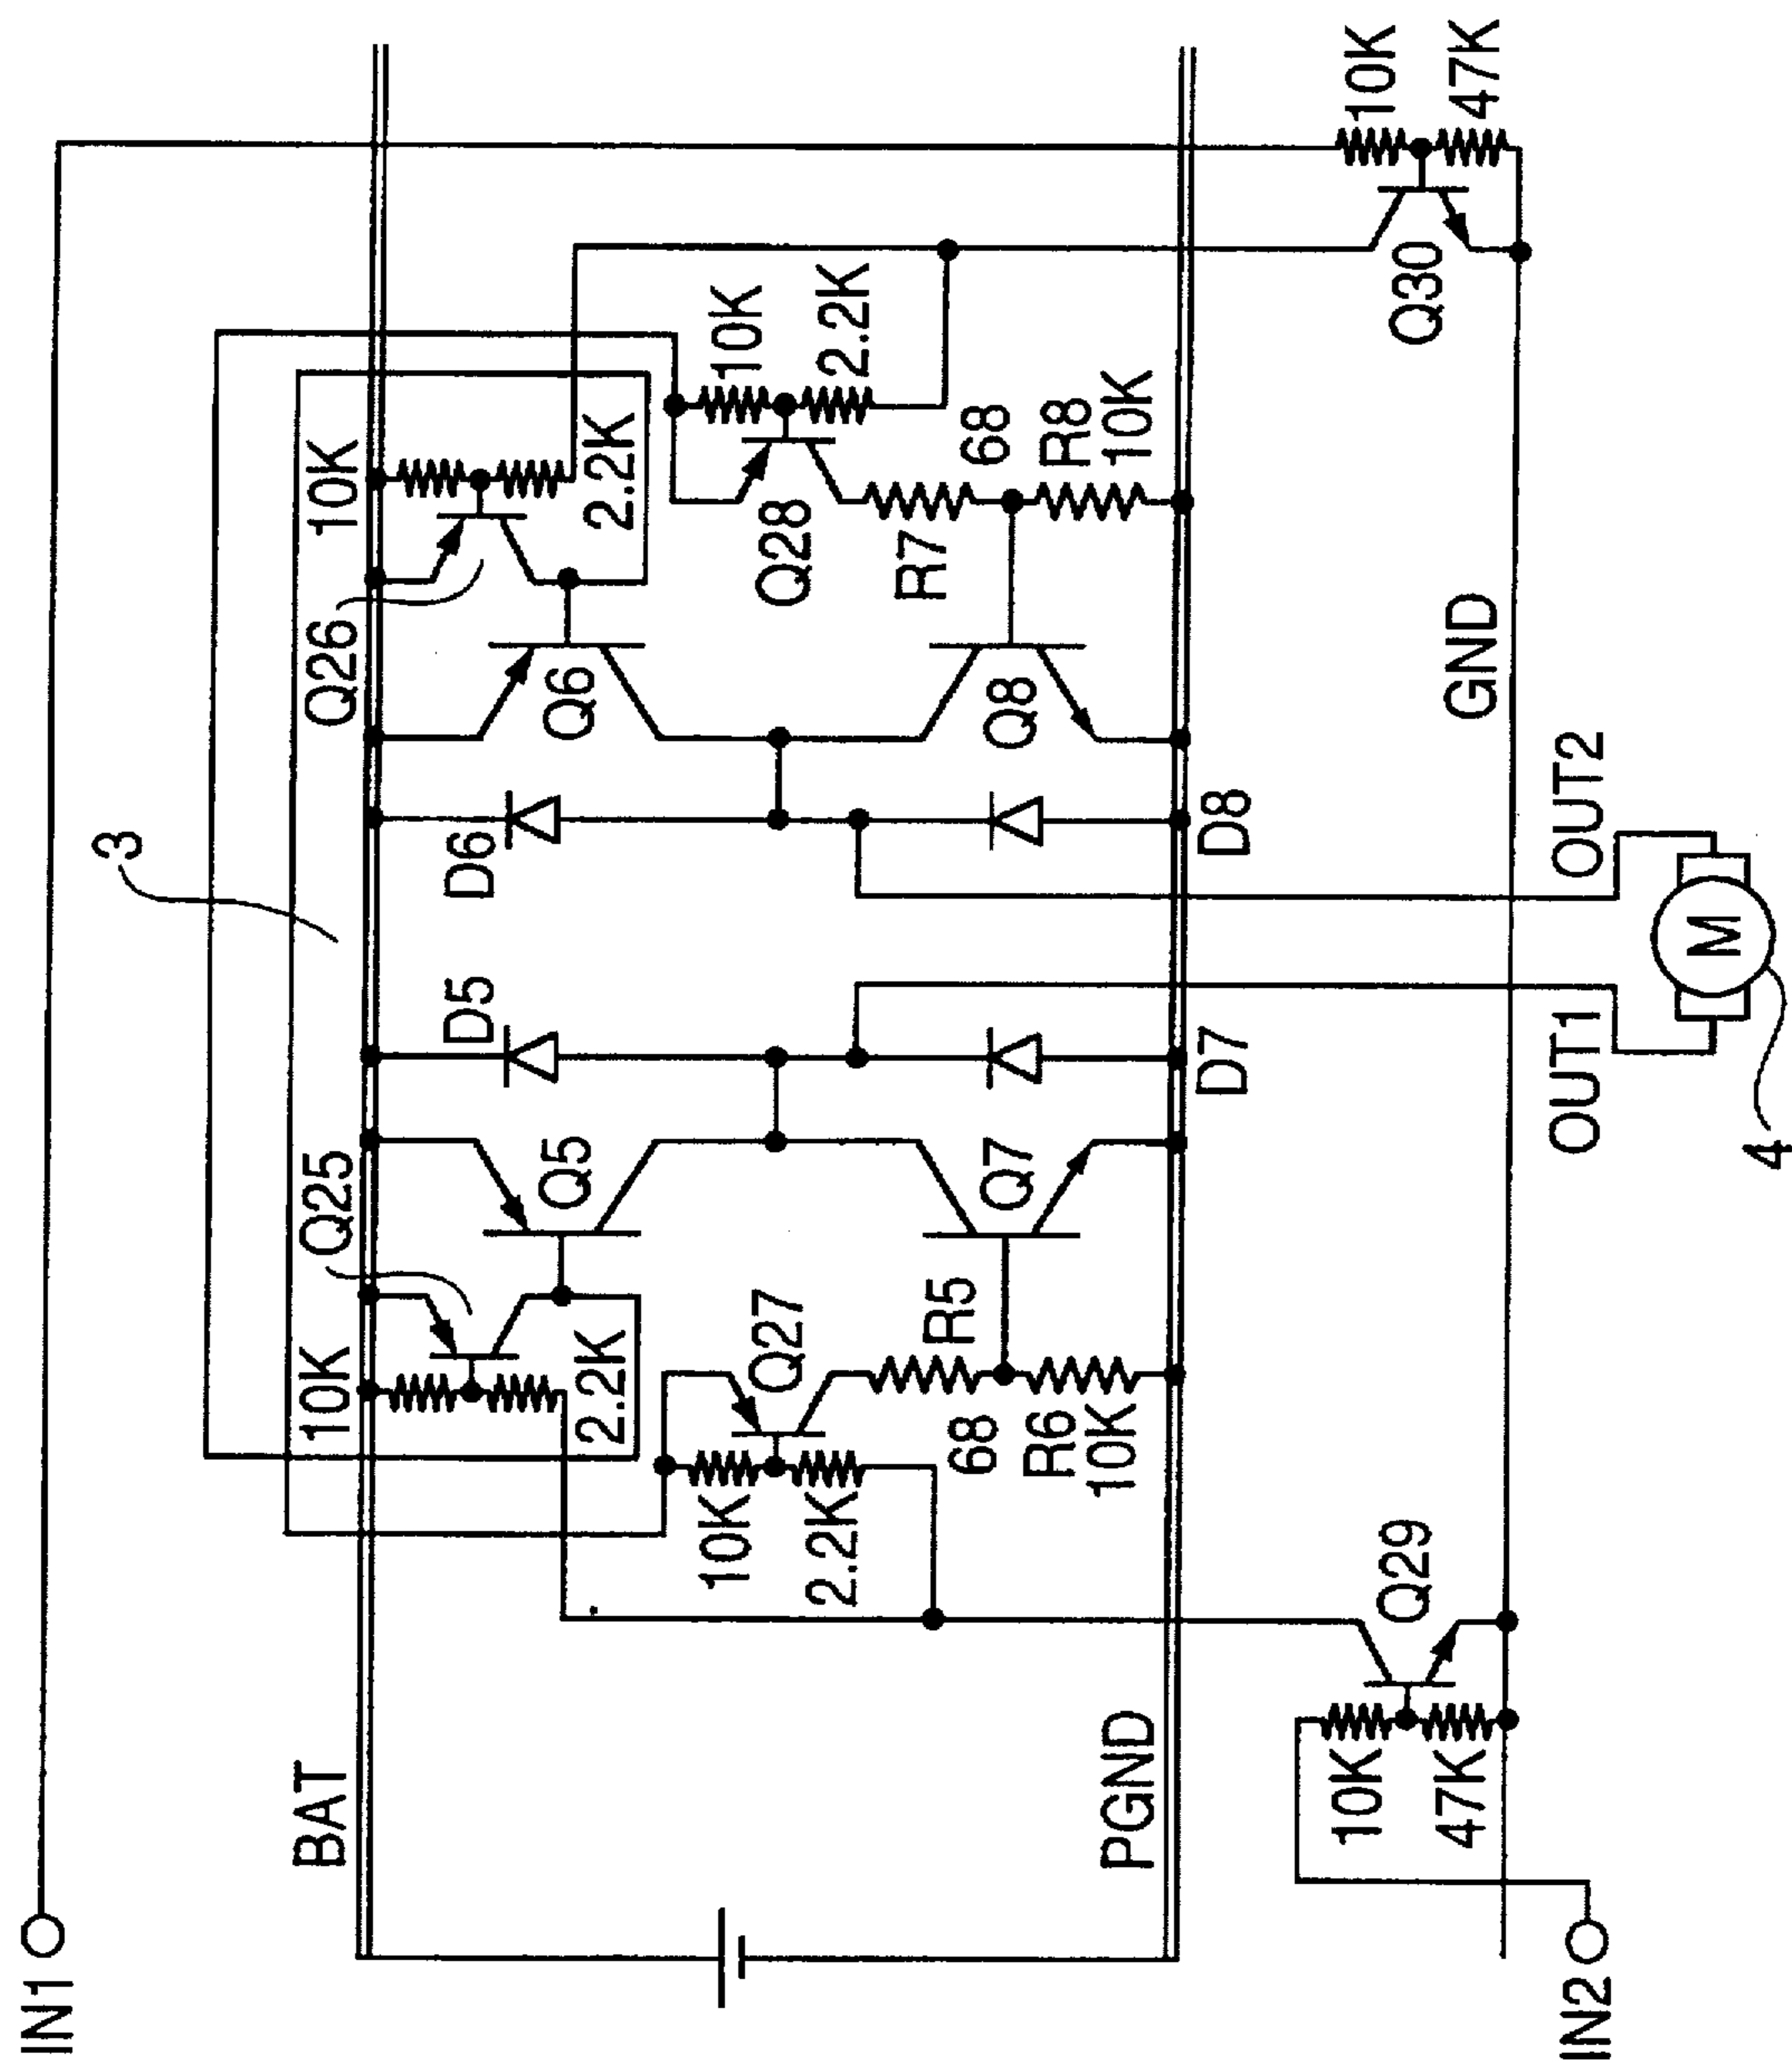 IN1
3
BAT
10K
Q25
D5
Q5
2.2K
D6
Q26
Q6
10K
2.2K
10K
2.2K
Q27
68
R5
R6
10K
Q7
Q28
10K
2.2K
R7
68
R8
10K
Q8
PGND
D7
D8
IN2
10K
47K
Q29
GND
Q30
10K
47K
OUT1
OUT2
M
4